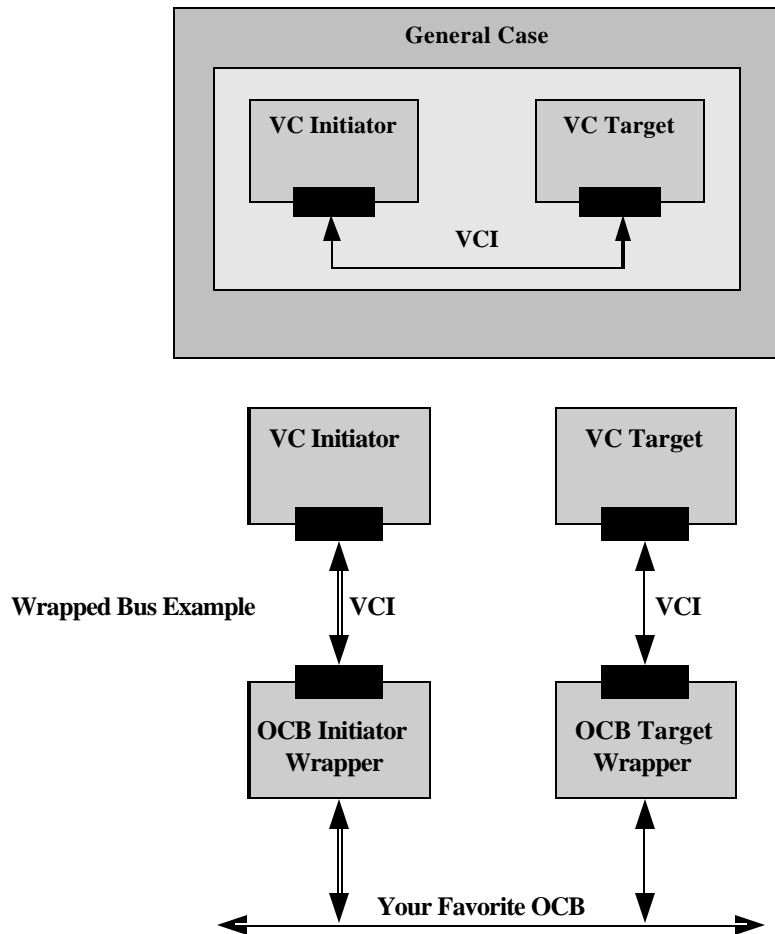 General Case
VC Initiator
VC Target
VCI
VC Initiator
VC Target
Wrapped Bus Example
VCI
VCI
OCB Initiator
Wrapper
OCB Target
Wrapper
Your Favorite OCB